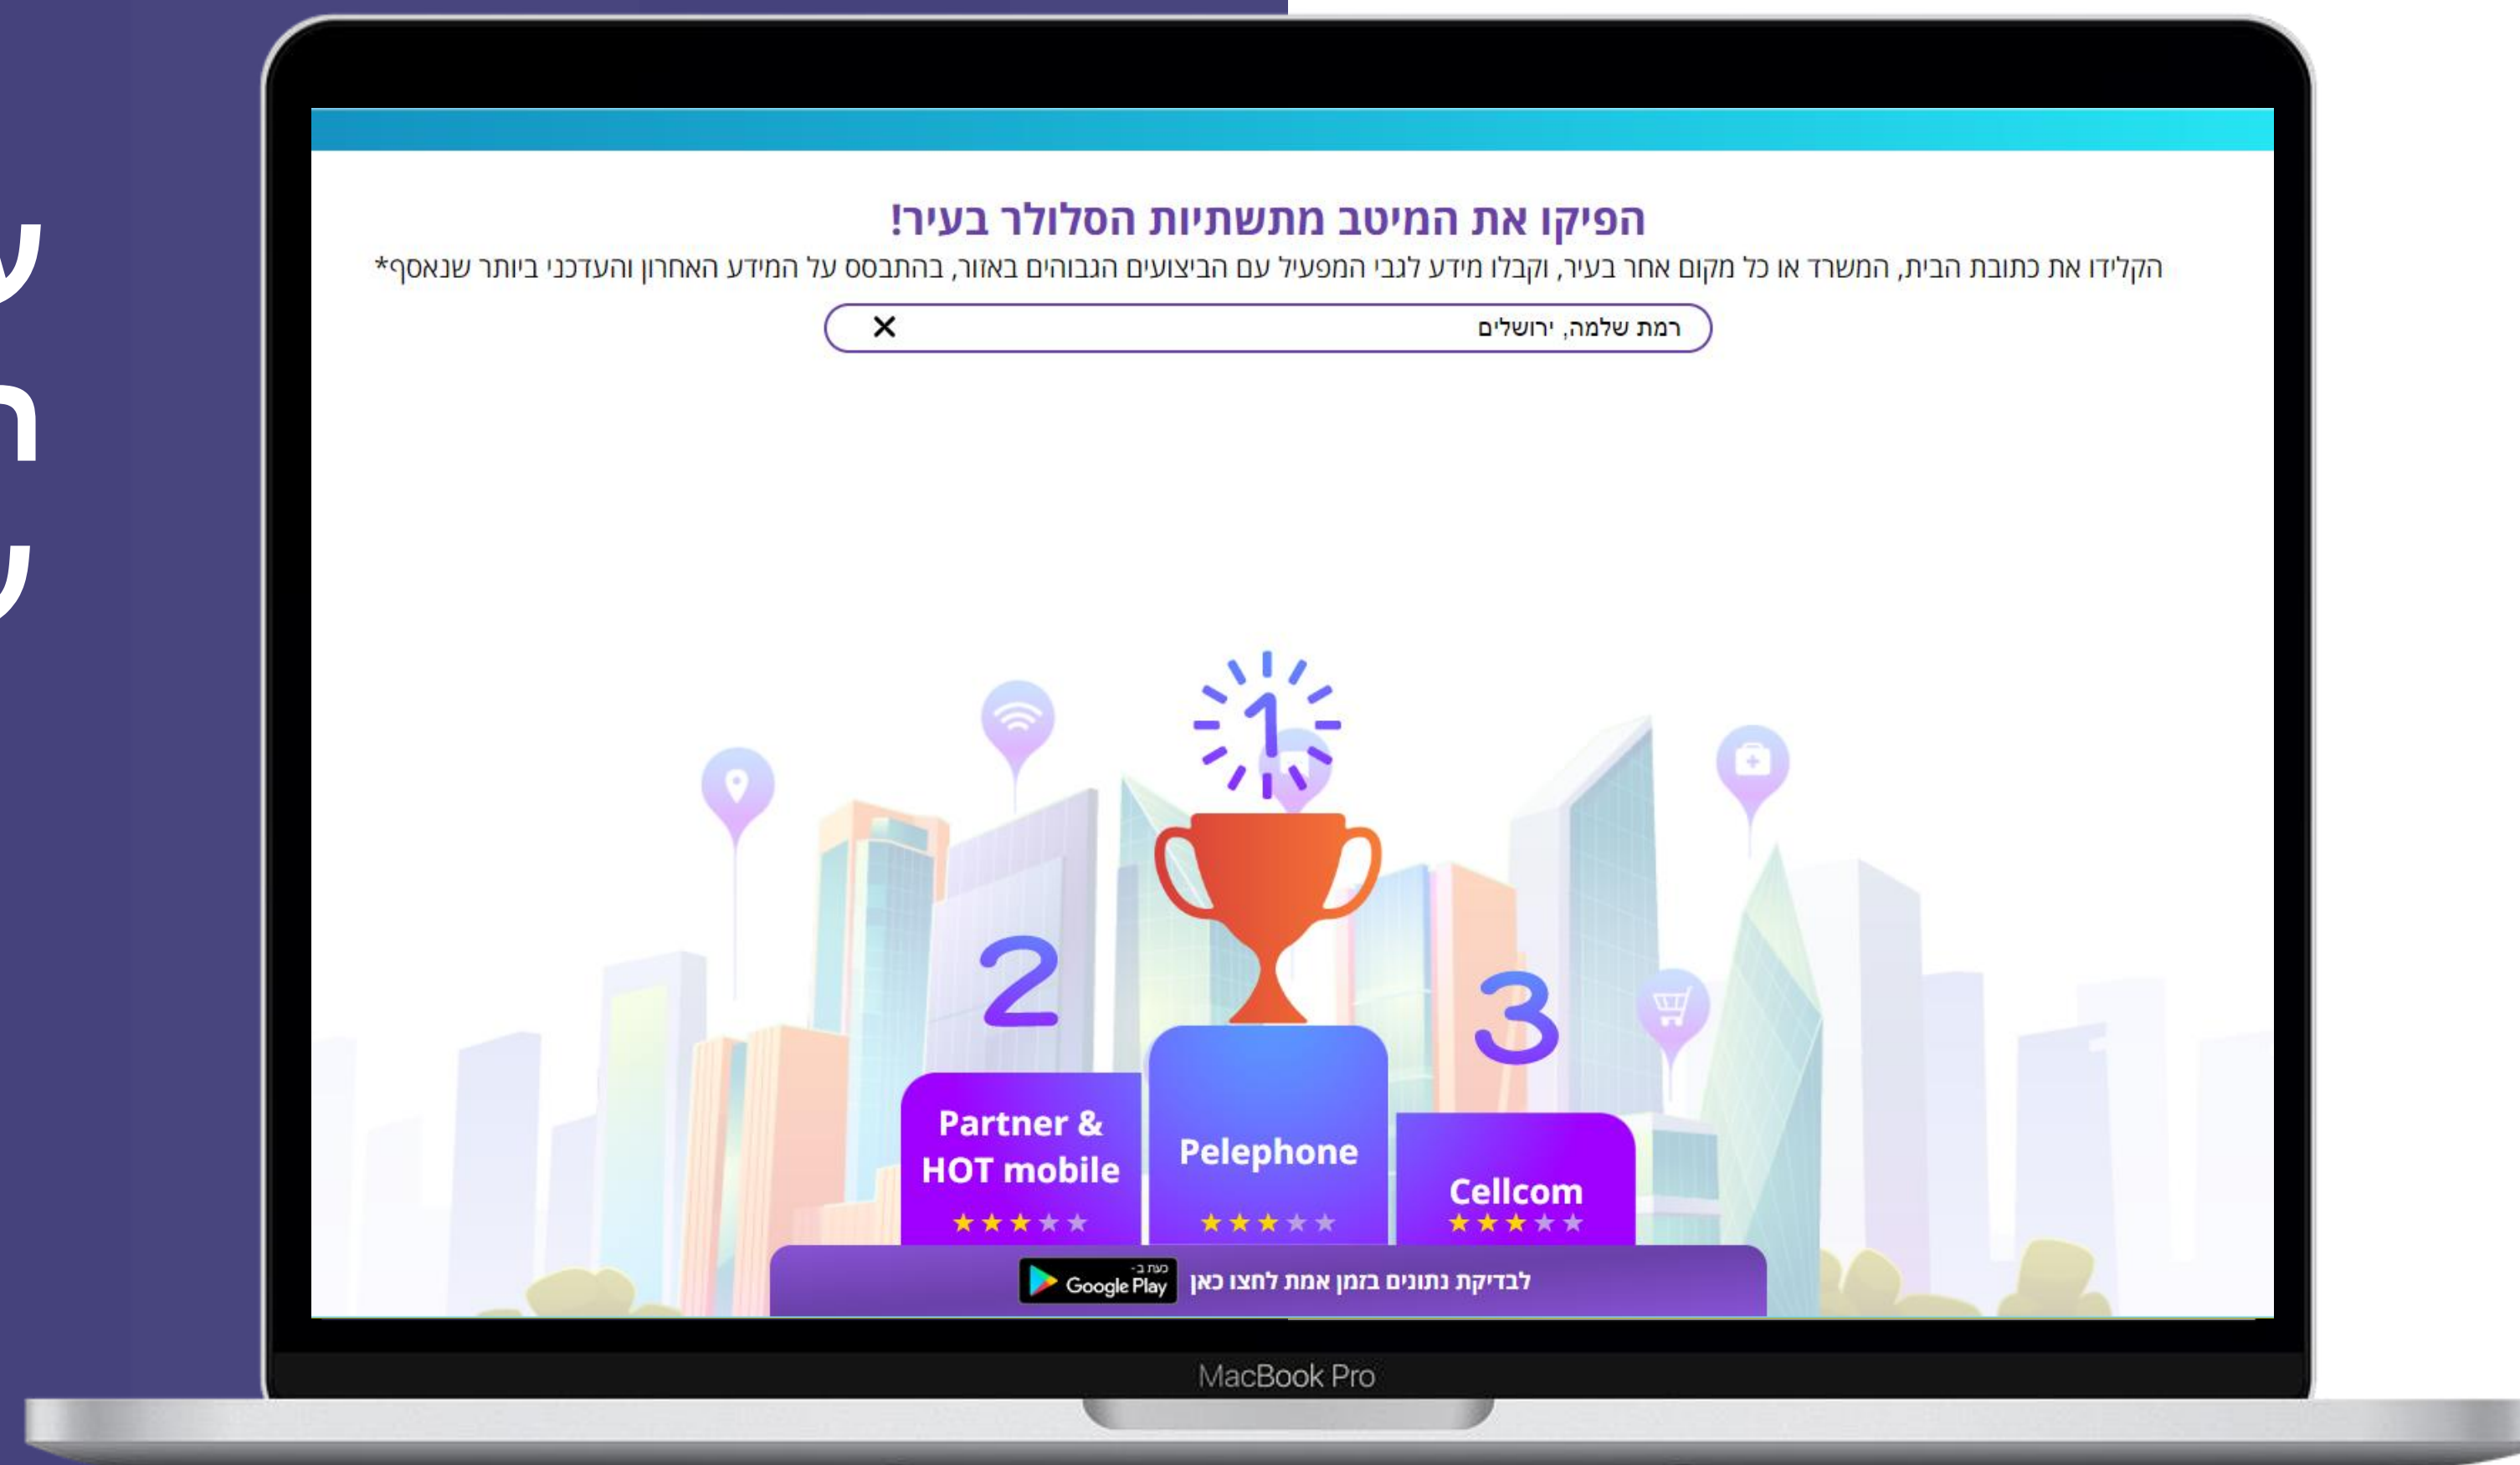 הפיקו את המיטב מתשתיות הסלולר בעיר!
הקלידו את כתובת הבית, המשרד או כל מקום אחר בעיר, וקבלו מידע לגבי המפעיל עם הביצועים הגבוהים באזור, בהתבסס על המידע האחרון והעדכני ביותר שנאסף*
רמת שלמה, ירושלים
1
2
3
Partner &
HOT mobile
Pelephone
Cellcom
לבדיקת נתונים בזמן אמת לחצו כאן
כעת ב-
Google Play
MacBook Pro